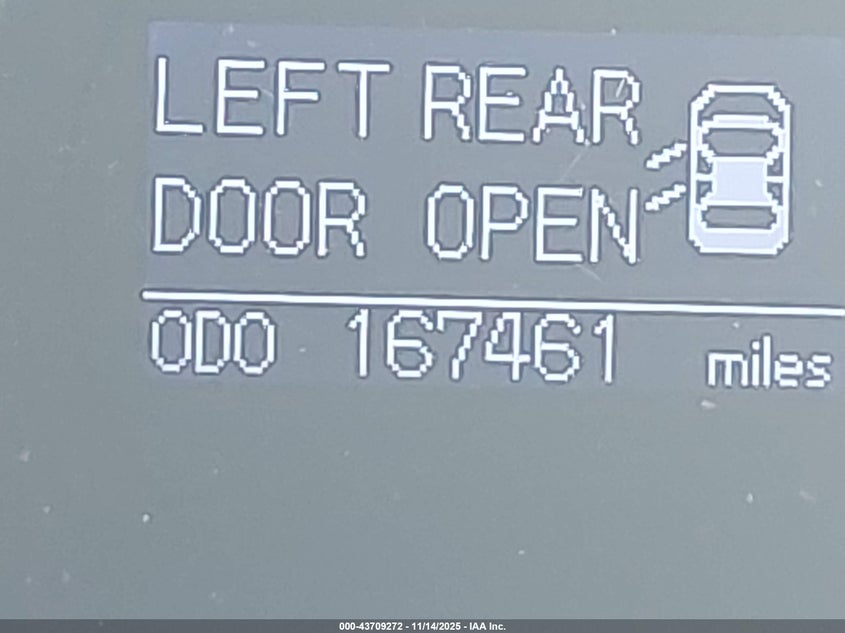 LEFT REAR
DOOR OPEN
ODO 167461 miles
000-43709272 - 11/14/2025 - IAA Inc.